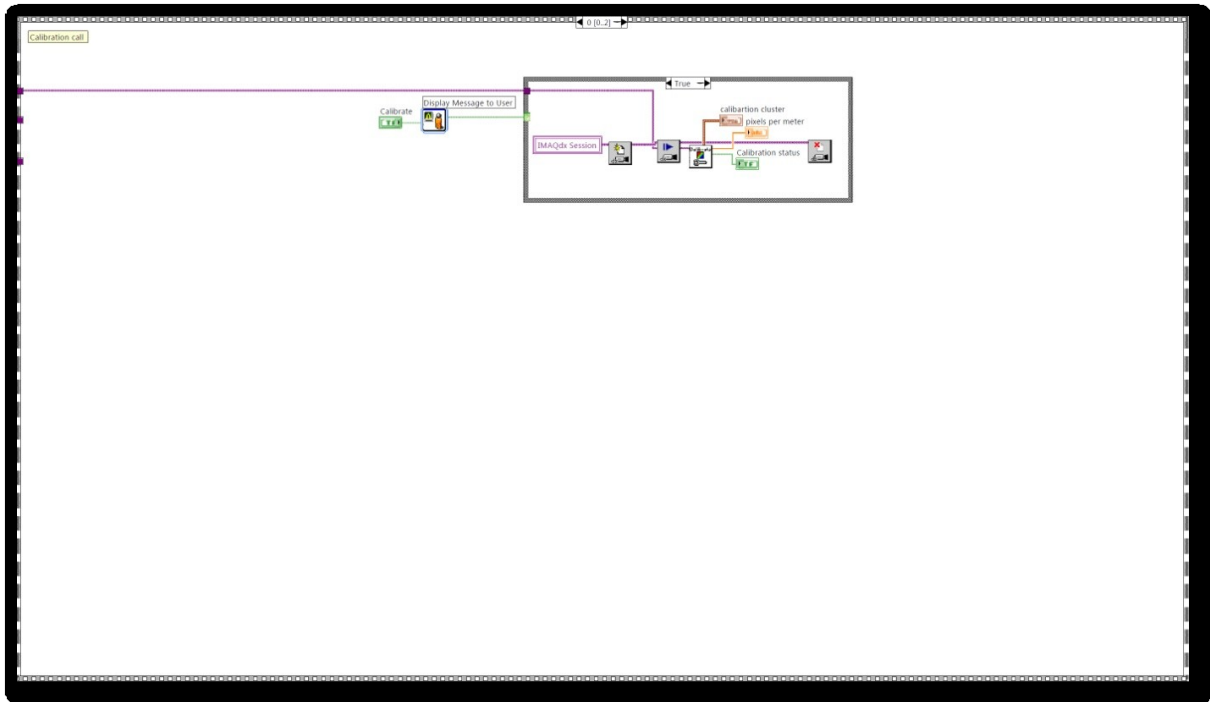 0 [0..2]
Calibration call
True
Calibrate
Display Message to User
calibartion cluster
pixels per meter
IMAQdx Session
Calibration status